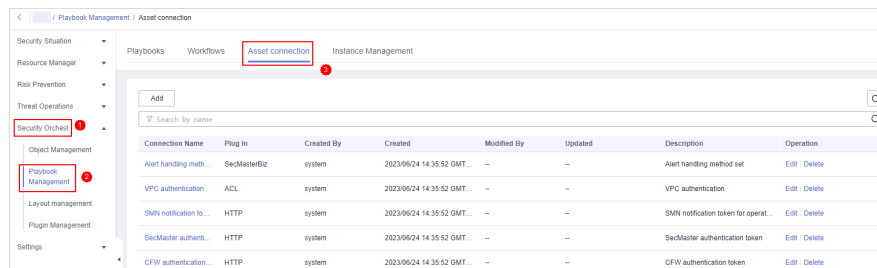 / Playbook Management / Asset connection
Security Situation
Resource Manager
Risk Prevention
Threat Operations
Security Orchest 1
Object Management
Playbook
Management 2
Layout management
Plugin Management
Settings
Playbooks Workflows Asset connection Instance Management
3
Add
Search by name
Connection Name Plug In Created By Created Modified By Updated Description Operation
Alert handling meth... SecMasterBiz system 2023/06/24 14:35:52 GMT... -- -- Alert handling method set Edit | Delete
VPC authentication ACL system 2023/06/24 14:35:52 GMT... -- -- VPC authentication Edit | Delete
SMN notification to... HTTP system 2023/06/24 14:35:52 GMT... -- -- SMN notification token for operat... Edit | Delete
SecMaster authenti... HTTP system 2023/06/24 14:35:52 GMT... -- -- SecMaster authentication token Edit | Delete
CFW authentication... HTTP system 2023/06/24 14:35:52 GMT... -- -- CFW authentication token Edit | Delete